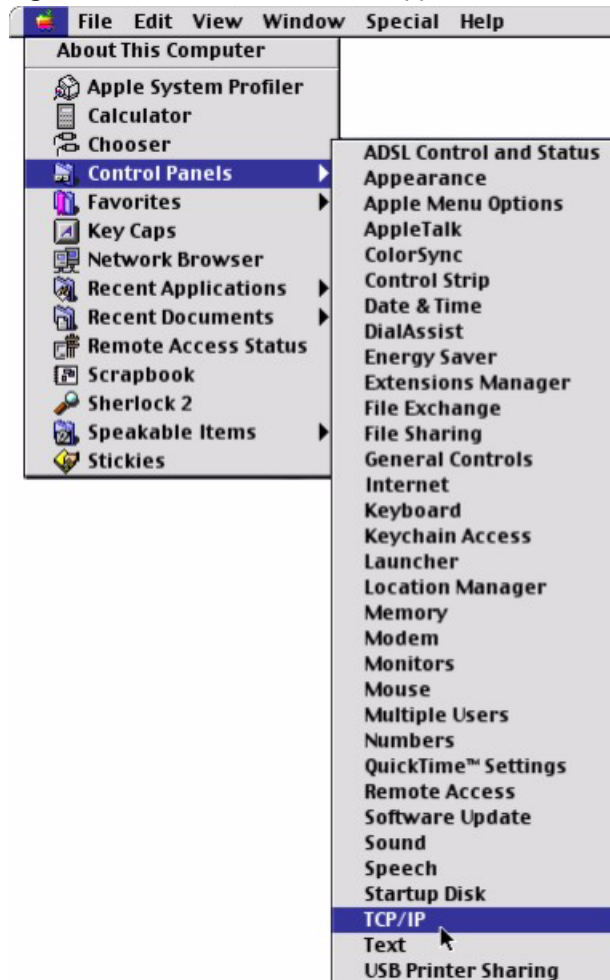 File Edit View Window Special Help
About This Computer
Apple System Profiler
Calculator
Chooser
Control Panels
Favorites
Key Caps
Network Browser
Recent Applications
Recent Documents
Remote Access Status
Scrapbook
Sherlock 2
Speakable Items
Stickies
ADSL Control and Status
Appearance
Apple Menu Options
AppleTalk
ColorSync
Control Strip
Date & Time
DialAssist
Energy Saver
Extensions Manager
File Exchange
File Sharing
General Controls
Internet
Keyboard
Keychain Access
Launcher
Location Manager
Memory
Modem
Monitors
Mouse
Multiple Users
Numbers
QuickTime™ Settings
Remote Access
Software Update
Sound
Speech
Startup Disk
TCP/IP
Text
USB Printer Sharing